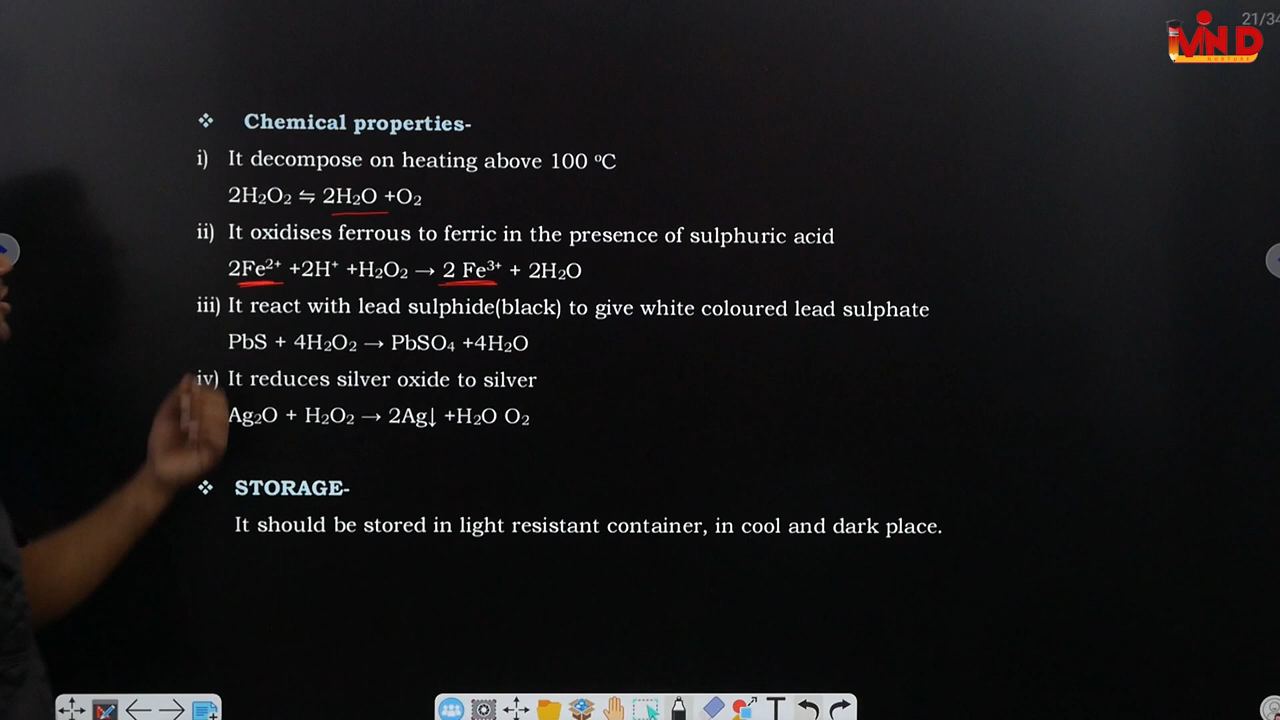 21/34
MIND
NURTURE
❖ Chemical properties-
i) It decompose on heating above 100 ºC
2H₂O₂ ⇋ 2H₂O +O₂
ii) It oxidises ferrous to ferric in the presence of sulphuric acid
2Fe²⁺ +2H⁺ +H₂O₂ → 2 Fe³⁺ + 2H₂O
iii) It react with lead sulphide(black) to give white coloured lead sulphate
PbS + 4H₂O₂ → PbSO₄ +4H₂O
iv) It reduces silver oxide to silver
Ag₂O + H₂O₂ → 2Ag↓ +H₂O O₂
❖ STORAGE-
It should be stored in light resistant container, in cool and dark place.